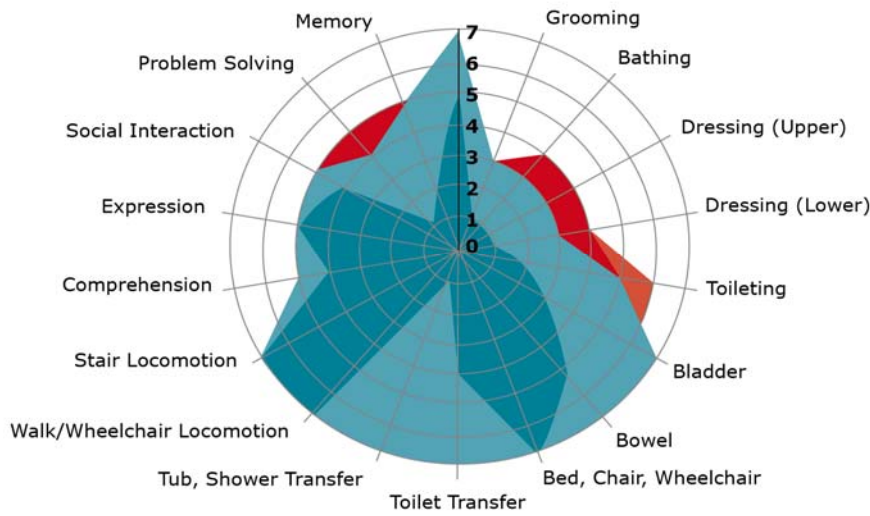 Memory
Grooming
7
Problem Solving
6
Bathing
5
Social Interaction
4
Dressing (Upper)
3
Expression
2
Dressing (Lower)
1
0
Comprehension
Toileting
Stair Locomotion
Bladder
Walk/Wheelchair Locomotion
Bowel
Tub, Shower Transfer
Bed, Chair, Wheelchair
Toilet Transfer